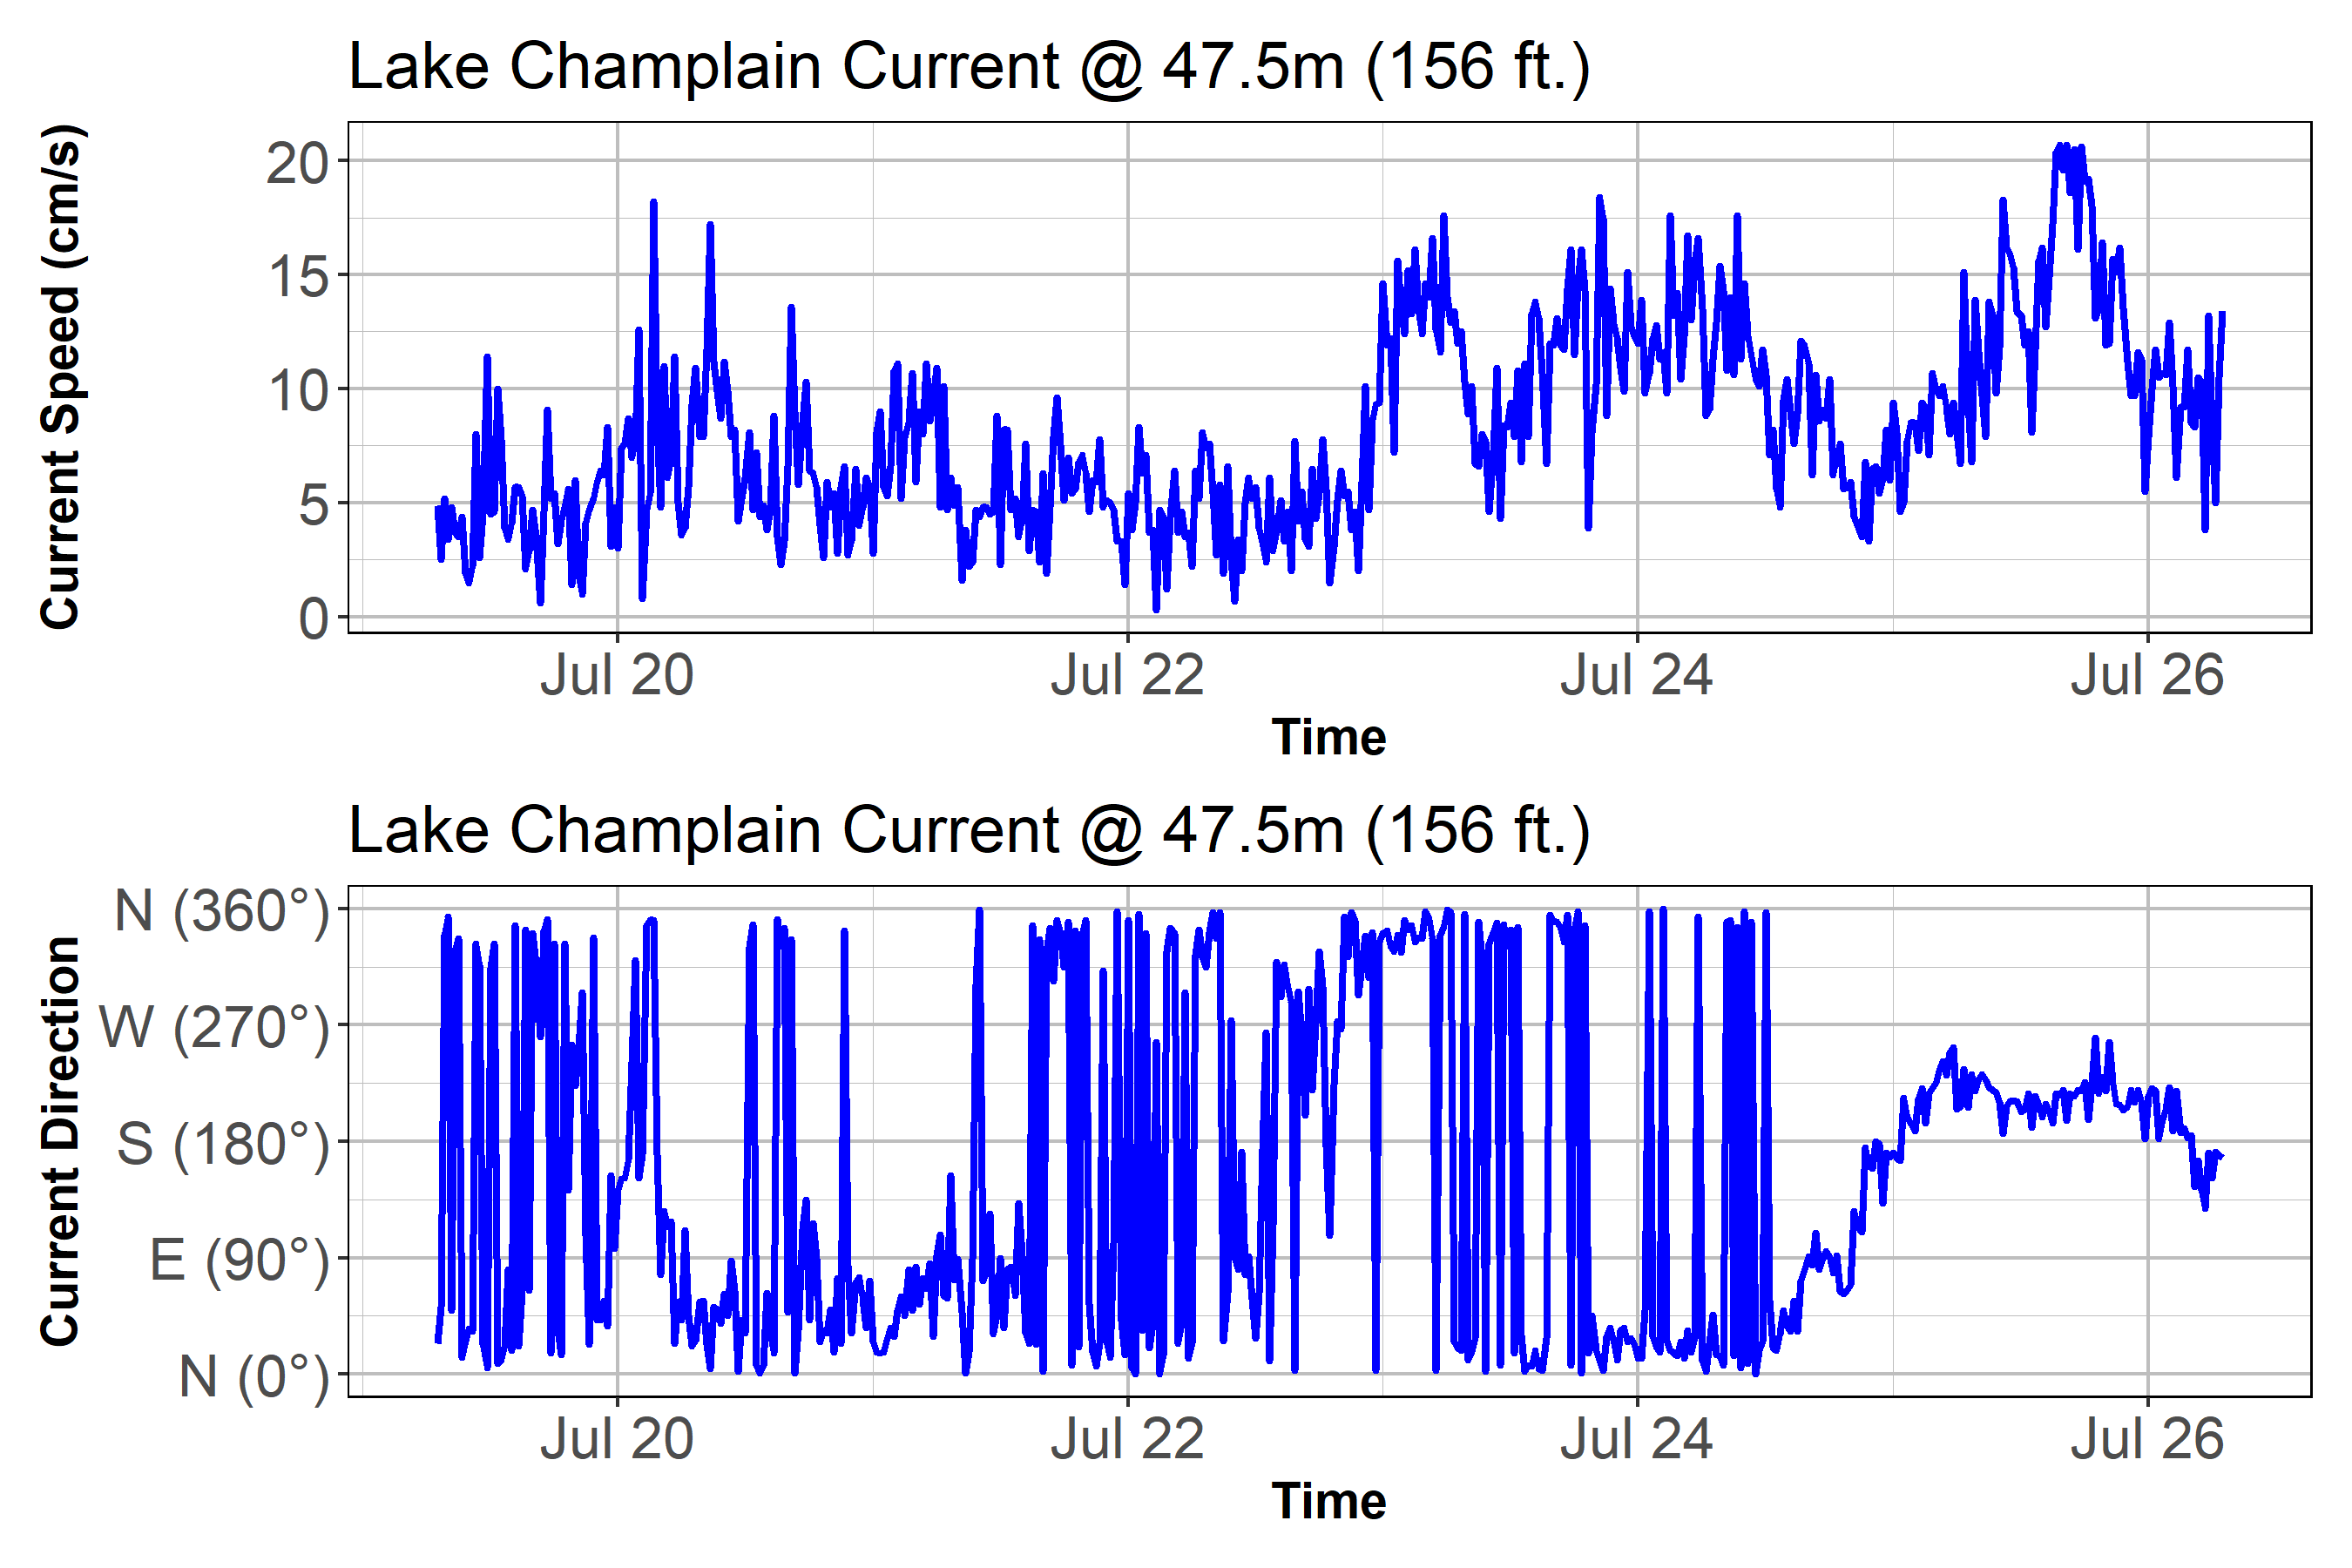 Lake Champlain Current @ 47.5m (156 ft.)
Current Speed (cm/s)
20
15
10
5
0
Jul 20 Jul 22 Jul 24 Jul 26
Time
Lake Champlain Current @ 47.5m (156 ft.)
Current Direction
N (360°)
W (270°)
S (180°)
E (90°)
N (0°)
Jul 20 Jul 22 Jul 24 Jul 26
Time